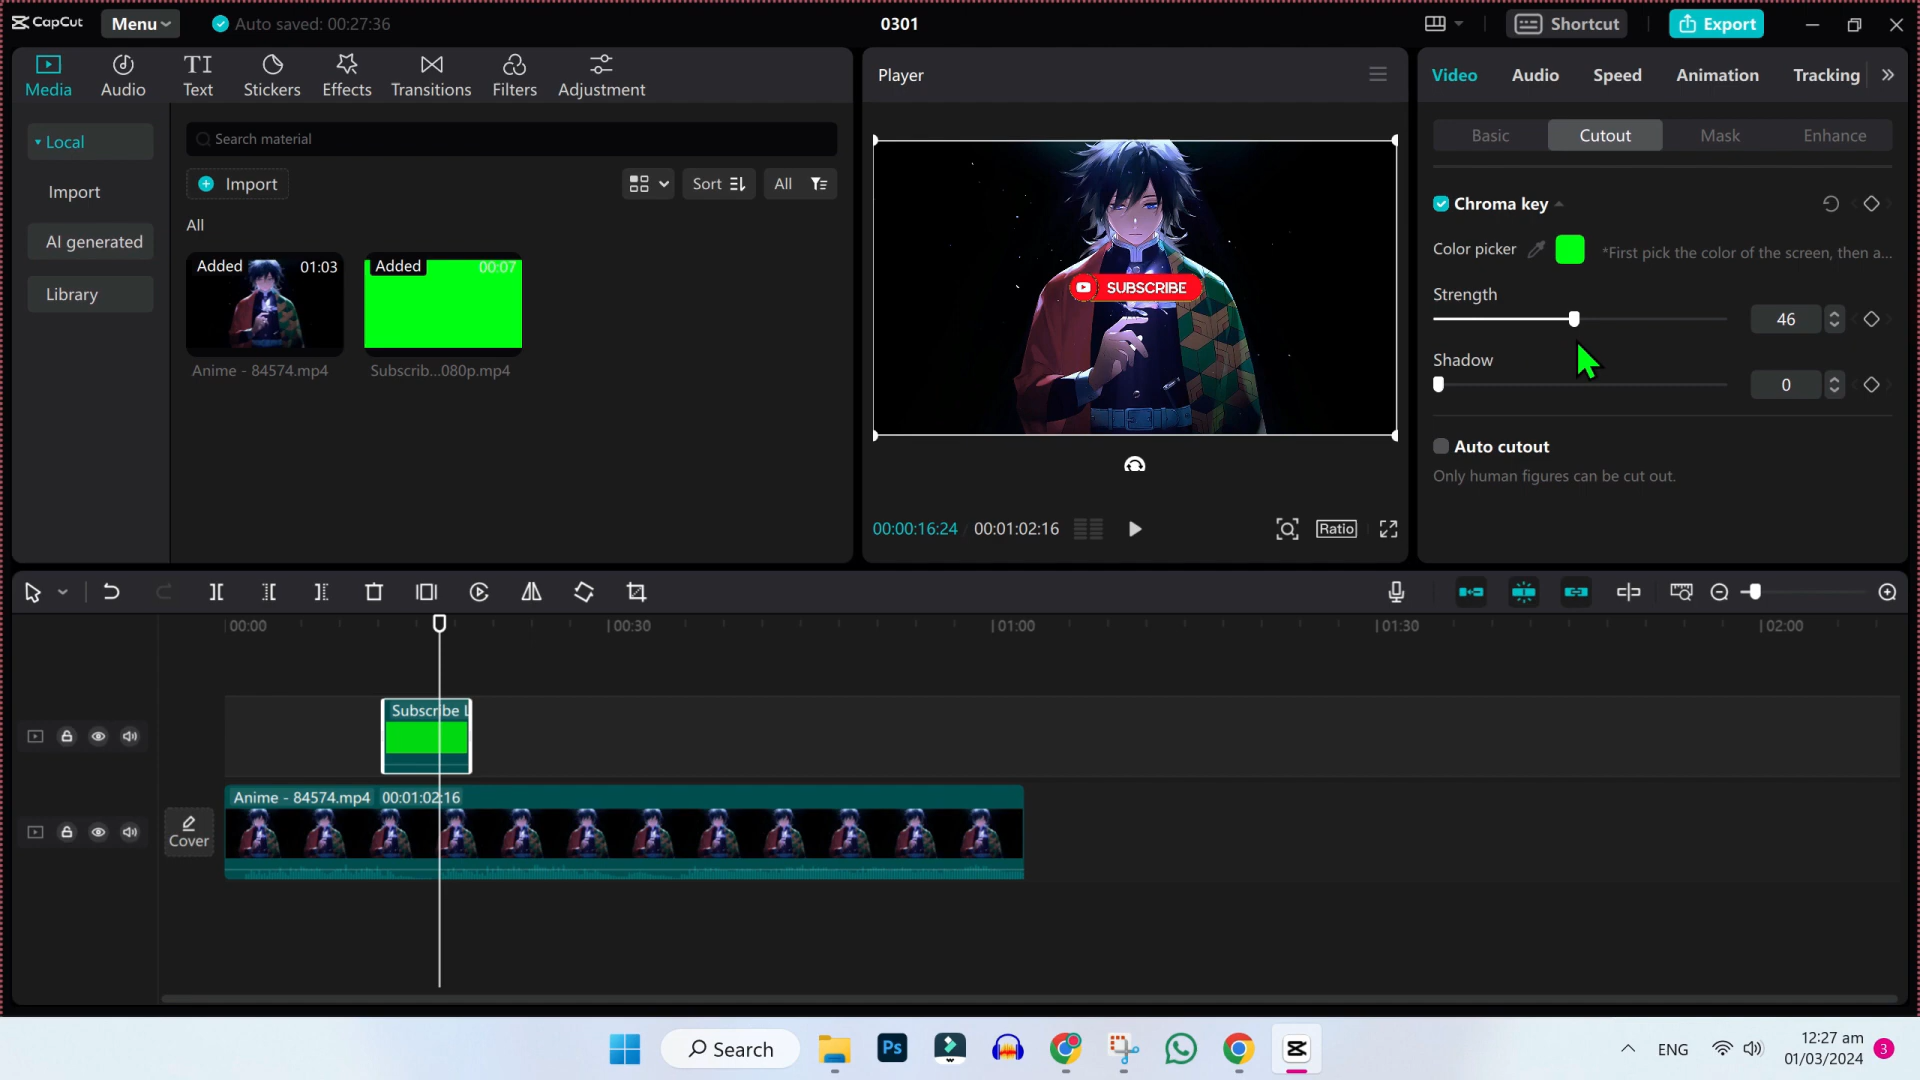 CapCut
Menu
Auto saved: 00:27:36
0301
Shortcut
Export
Media
Audio
TI
Text
Stickers
Effects
Transitions
Filters
Adjustment
Player
Video
Audio
Speed
Animation
Tracking
Local
Import
AI generated
Library
Search material
Import
Sort
All
All
Added
01:03
Anime - 84574.mp4
Added
00:07
Subscrib...080p.mp4
SUBSCRIBE
00:00:16:24
00:01:02:16
Ratio
Basic
Cutout
Mask
Enhance
Chroma key
Color picker
*First pick the color of the screen, then a...
Strength
46
Shadow
0
Auto cutout
Only human figures can be cut out.
00:00
00:30
01:00
01:30
02:00
Subscribe L
Cover
Anime - 84574.mp4 00:01:02:16
Search
Ps
ENG
12:27 am
01/03/2024
3